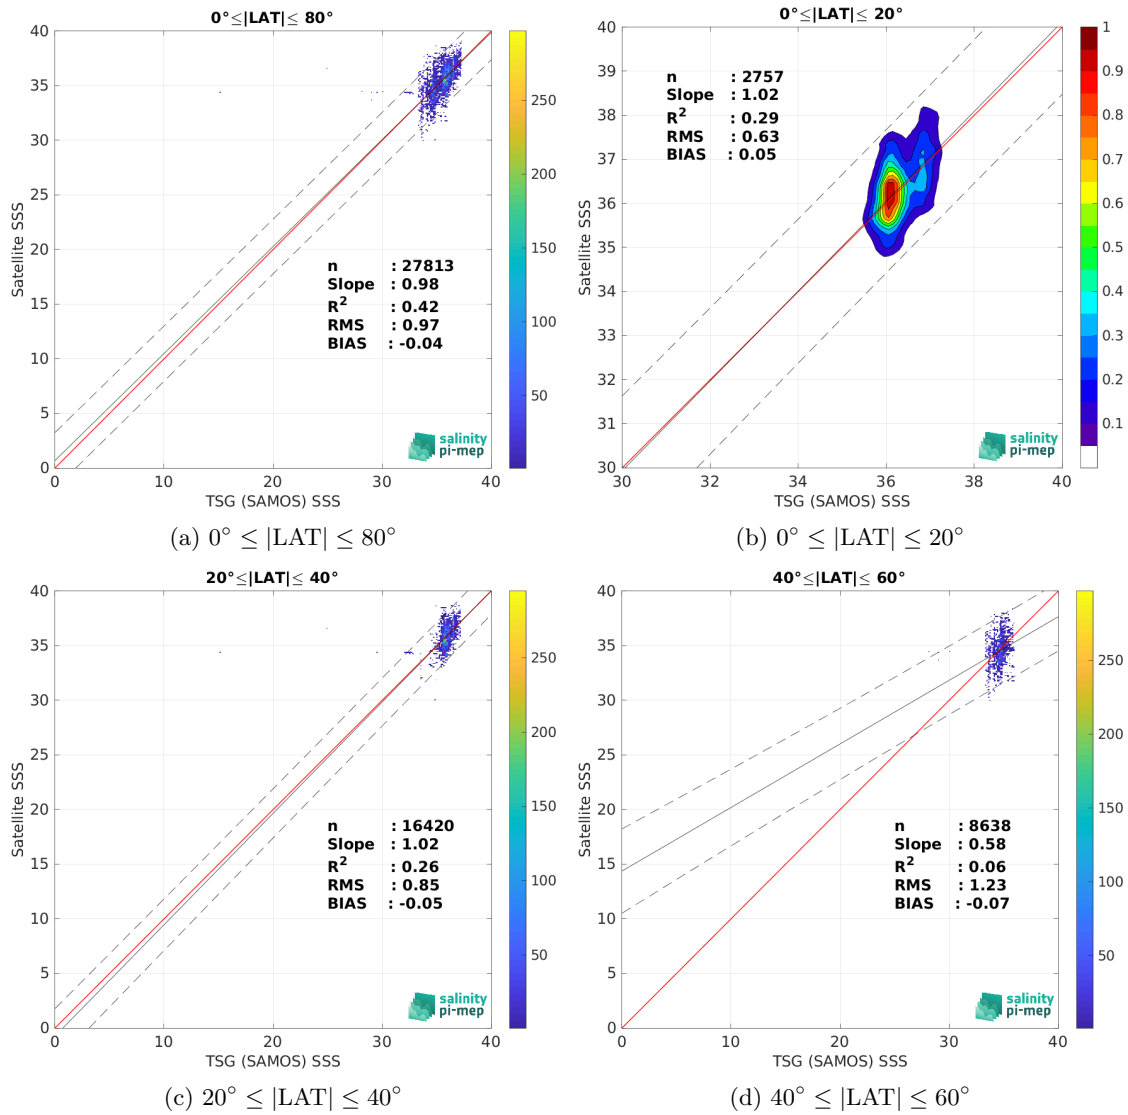 0°≤|LAT|≤ 80°
40
35
30
25
20
15
10
5
0
Satellite SSS
n : 27813
Slope : 0.98
R² : 0.42
RMS : 0.97
BIAS : -0.04
salinity
pi-mep
0 10 20 30 40
TSG (SAMOS) SSS
250
200
150
100
50
(a) 0° ≤ |LAT| ≤ 80°
0°≤|LAT|≤ 20°
40
39
38
37
36
35
34
33
32
31
30
Satellite SSS
n : 2757
Slope : 1.02
R² : 0.29
RMS : 0.63
BIAS : 0.05
salinity
pi-mep
30 32 34 36 38 40
TSG (SAMOS) SSS
1
0.9
0.8
0.7
0.6
0.5
0.4
0.3
0.2
0.1
(b) 0° ≤ |LAT| ≤ 20°
20°≤|LAT|≤ 40°
40
35
30
25
20
15
10
5
0
Satellite SSS
n : 16420
Slope : 1.02
R² : 0.26
RMS : 0.85
BIAS : -0.05
salinity
pi-mep
0 10 20 30 40
TSG (SAMOS) SSS
250
200
150
100
50
(c) 20° ≤ |LAT| ≤ 40°
40°≤|LAT|≤ 60°
40
35
30
25
20
15
10
5
0
Satellite SSS
n : 8638
Slope : 0.58
R² : 0.06
RMS : 1.23
BIAS : -0.07
salinity
pi-mep
0 10 20 30 40
TSG (SAMOS) SSS
250
200
150
100
50
(d) 40° ≤ |LAT| ≤ 60°